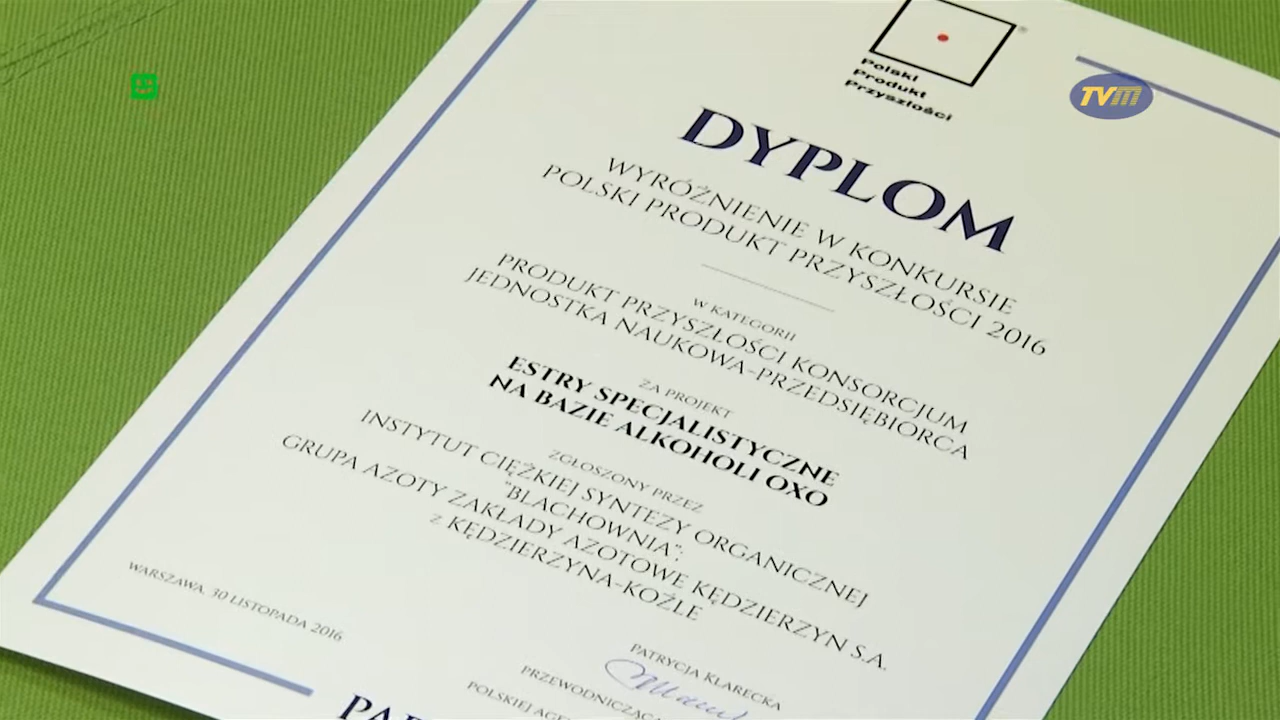 Polski
Produkt
Przyszłości
TVM
DYPLOM
WYRÓŻNIENIE W KONKURSIE
POLSKI PRODUKT PRZYSZŁOŚCI 2016
W KATEGORII
PRODUKT PRZYSZŁOŚCI KONSORCJUM
JEDNOSTKA NAUKOWA-PRZEDSIĘBIORCA
ZA PROJEKT
ESTRY SPECJALISTYCZNE
NA BAZIE ALKOHOLI OXO
ZGŁOSZONY PRZEZ
INSTYTUT CIĘŻKIEJ SYNTEZY ORGANICZNEJ
"BLACHOWNIA";
GRUPA AZOTY ZAKŁADY AZOTOWE KĘDZIERZYN S.A.
z KĘDZIERZYNA-KOŹLE
WARSZAWA, 30 LISTOPADA 2016
PATRYCJA KLARECKA
PRZEWODNICZĄCA
POLSKIEJ